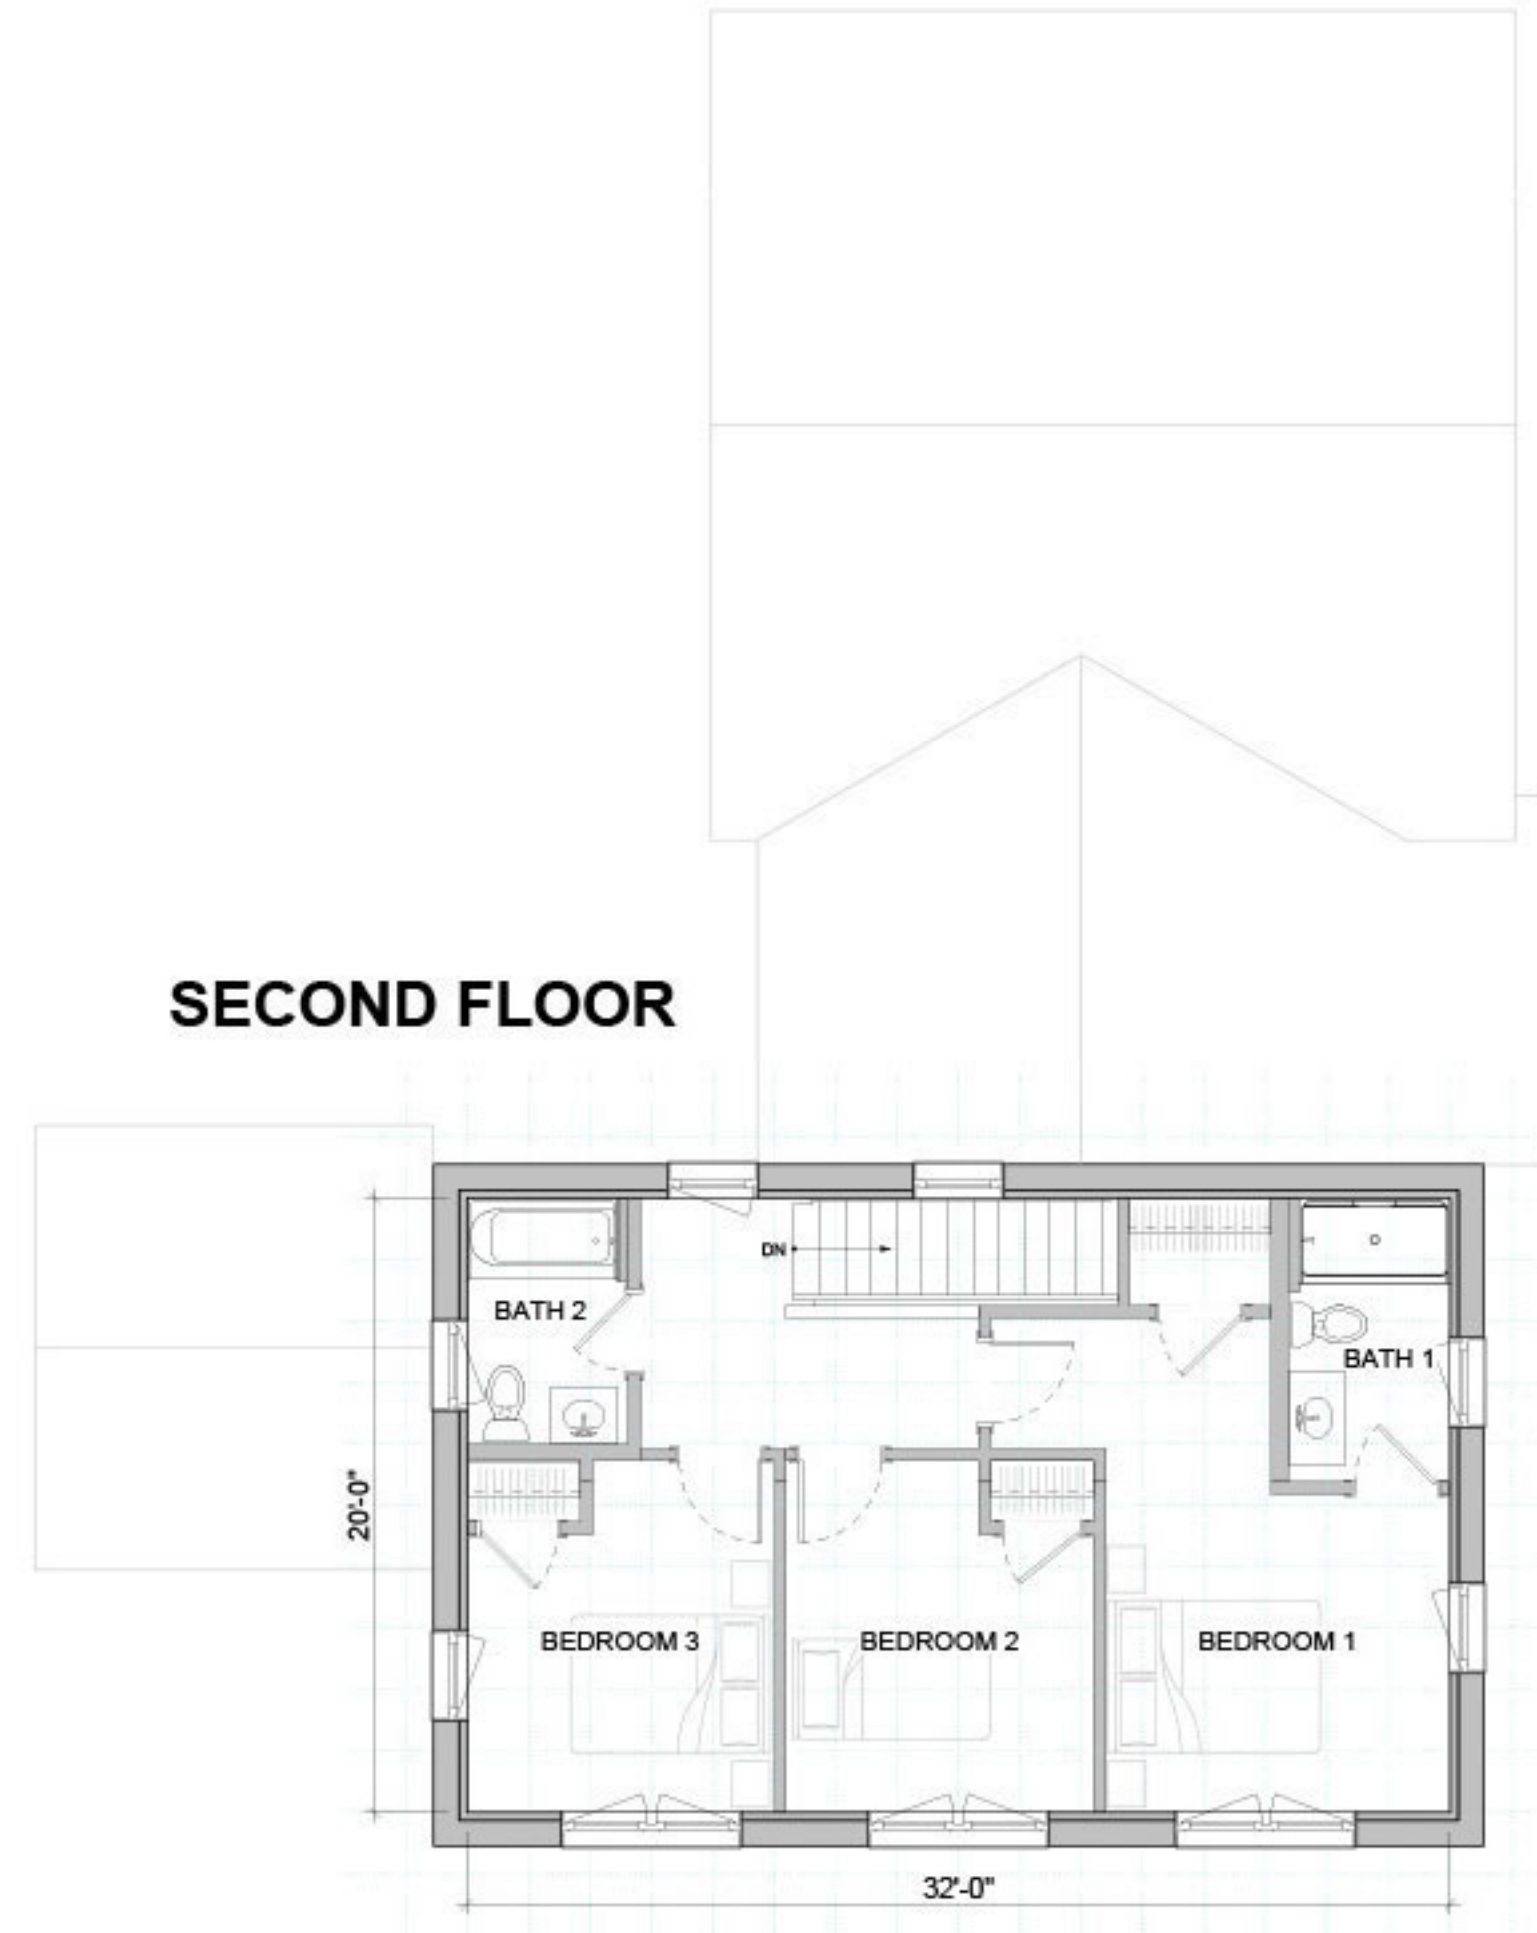 SECOND FLOOR
DN
BATH 2
BATH 1
20'-0"
BEDROOM 3
BEDROOM 2
BEDROOM 1
32'-0"